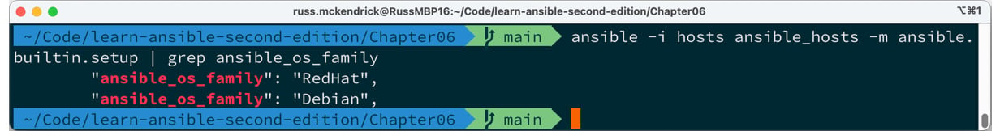 russ.mckendrick@RussMBP16:~/Code/learn-ansible-second-edition/Chapter06 ⌥⌘1
~/Code/learn-ansible-second-edition/Chapter06 main ansible -i hosts ansible_hosts -m ansible.
builtin.setup | grep ansible_os_family
"ansible_os_family": "RedHat",
"ansible_os_family": "Debian",
~/Code/learn-ansible-second-edition/Chapter06 main